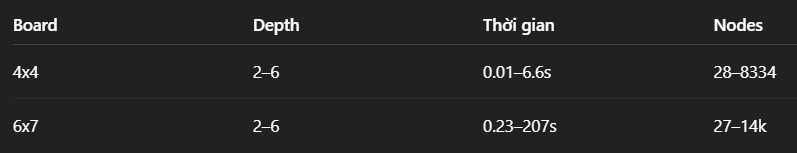 Board Depth Thời gian Nodes
4x4 2–6 0.01–6.6s 28–8334
6x7 2–6 0.23–207s 27–14k